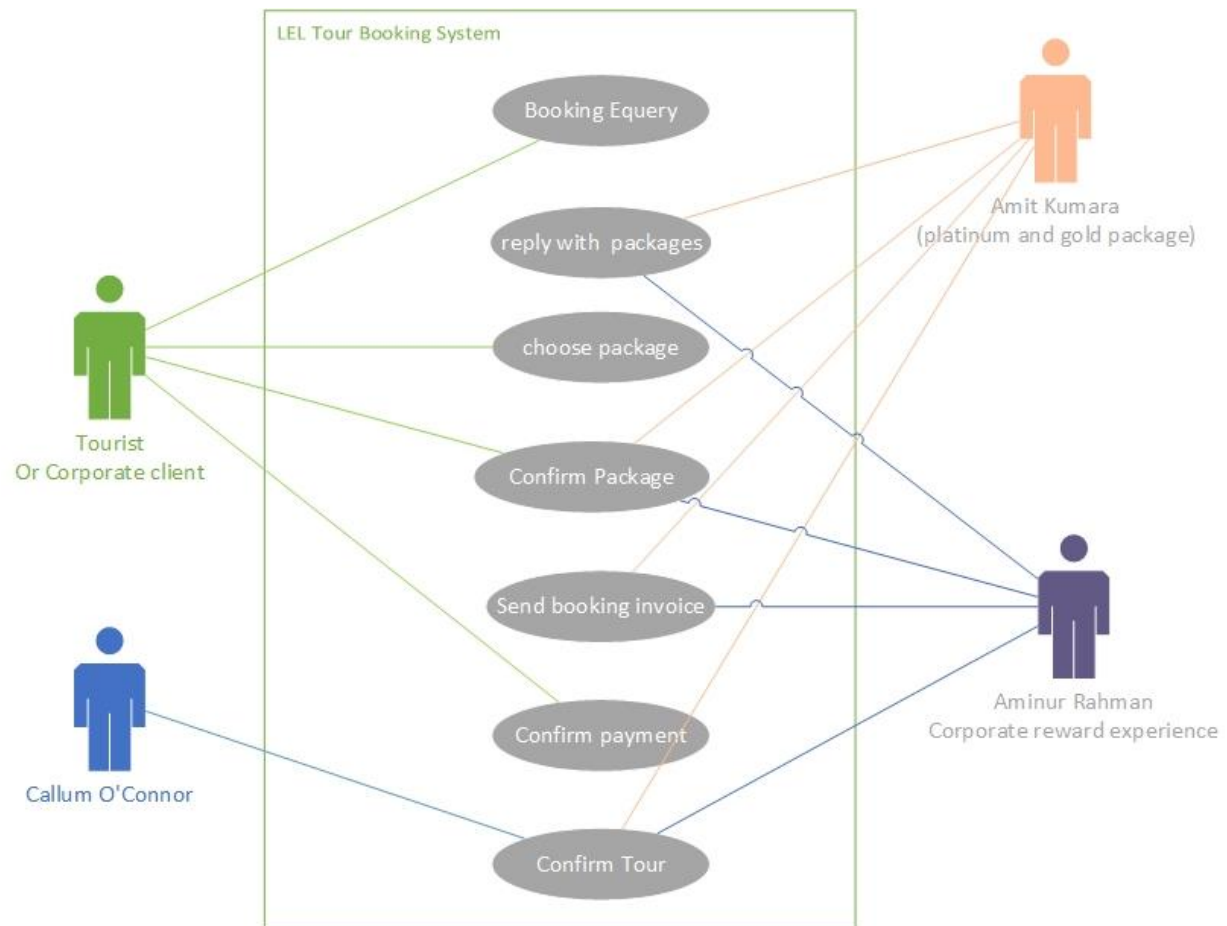 LEL Tour Booking System
Booking Equery
reply with packages
choose package
Confirm Package
Send booking invoice
Confirm payment
Confirm Tour
Tourist
Or Corporate client
Callum O'Connor
Amit Kumara
(platinum and gold package)
Aminur Rahman
Corporate reward experience